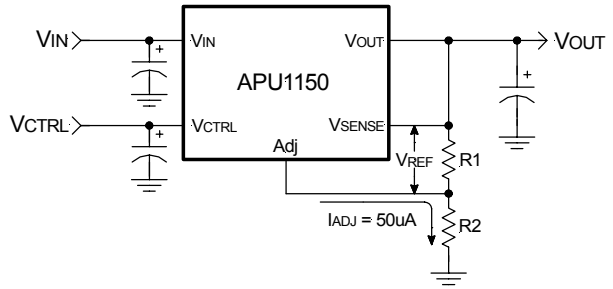 VIN
VIN
VOUT
VOUT
APU1150
VCTRL
VCTRL
VSENSE
Adj
VREF
R1
IADJ = 50uA
R2
+
+
+